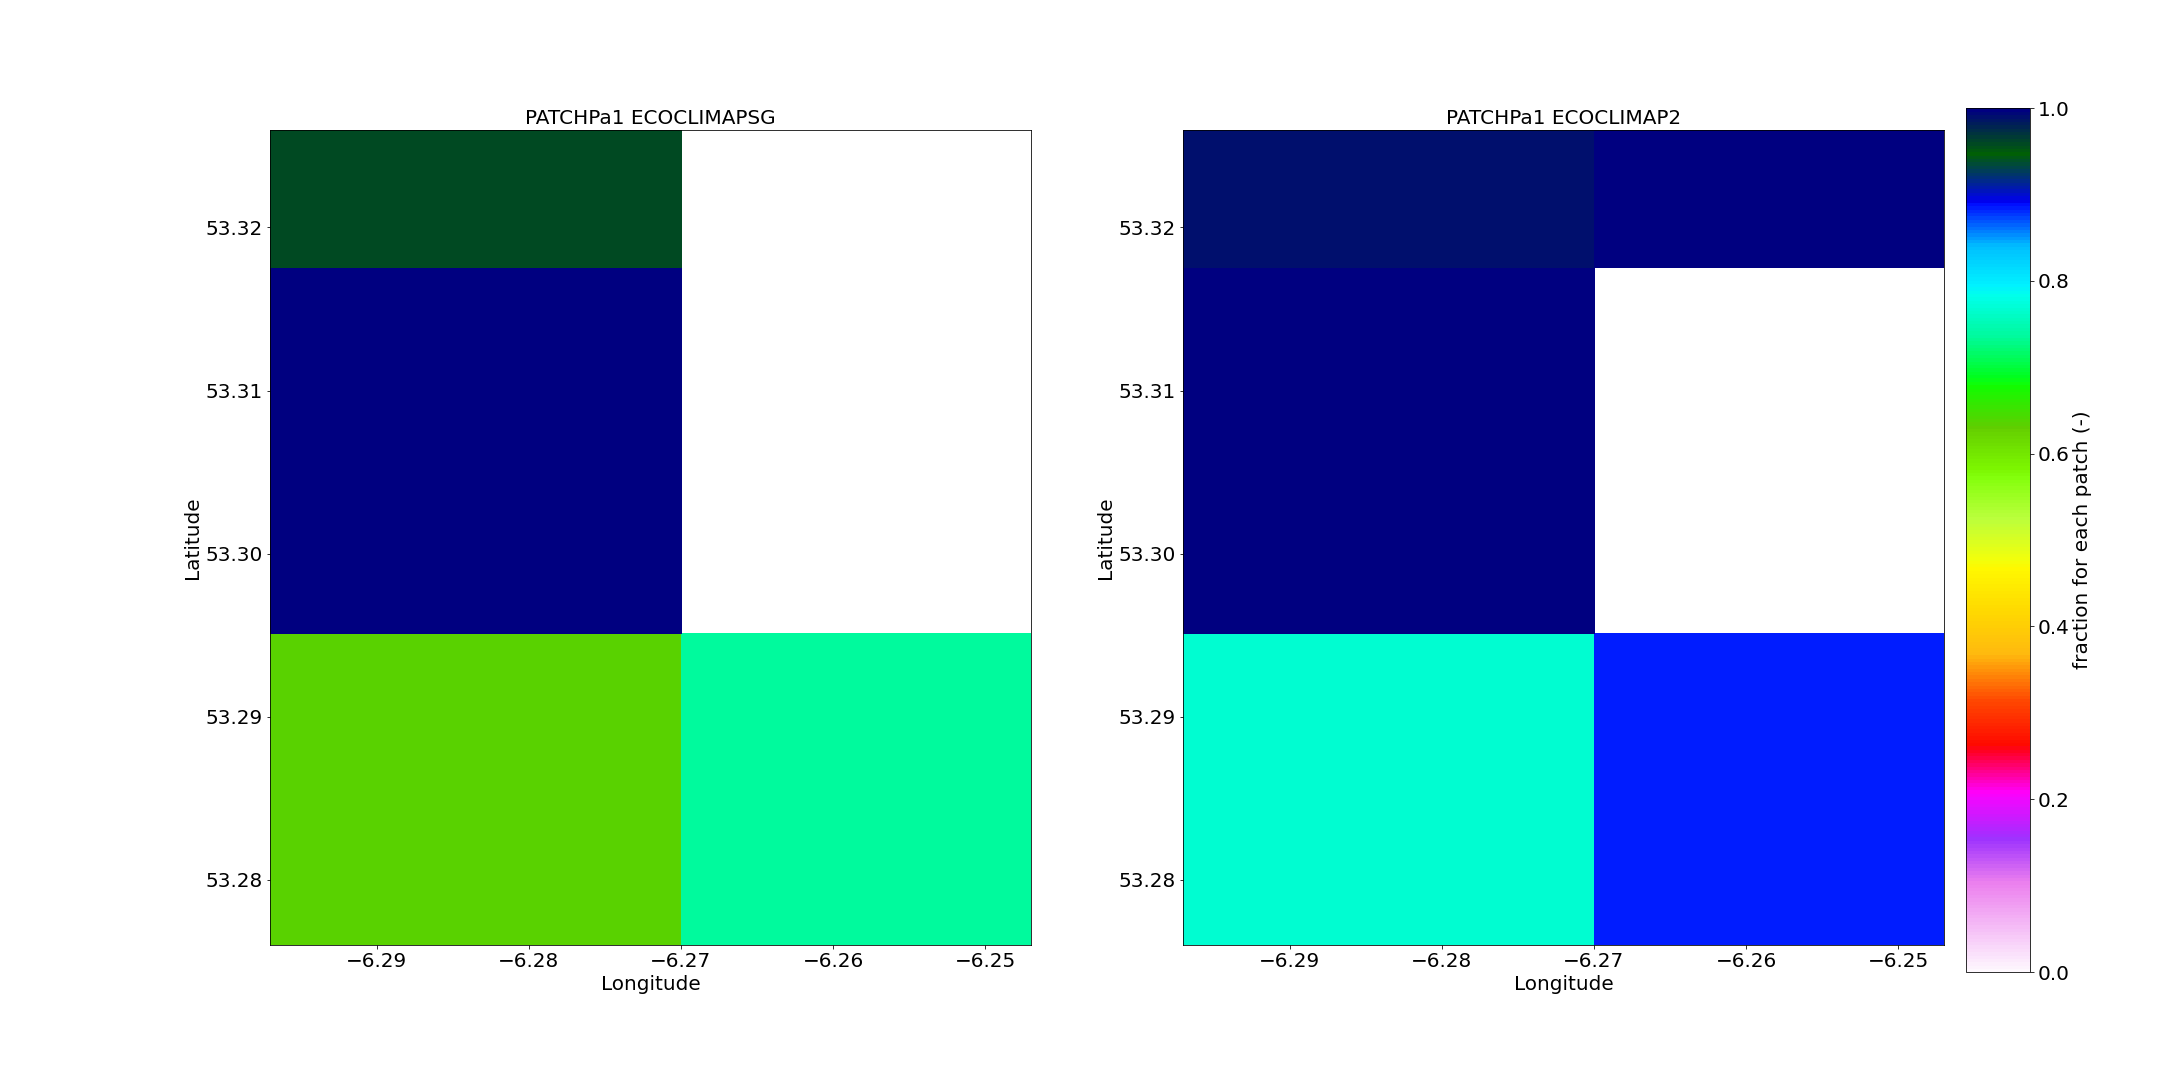 PATCHPa1 ECOCLIMAPSG
53.32
53.31
53.30
53.29
53.28
Latitude
−6.29 −6.28 −6.27 −6.26 −6.25
Longitude
PATCHPa1 ECOCLIMAP2
53.32
53.31
53.30
53.29
53.28
Latitude
−6.29 −6.28 −6.27 −6.26 −6.25
Longitude
1.0
0.8
0.6
0.4
0.2
0.0
fraction for each patch (-)